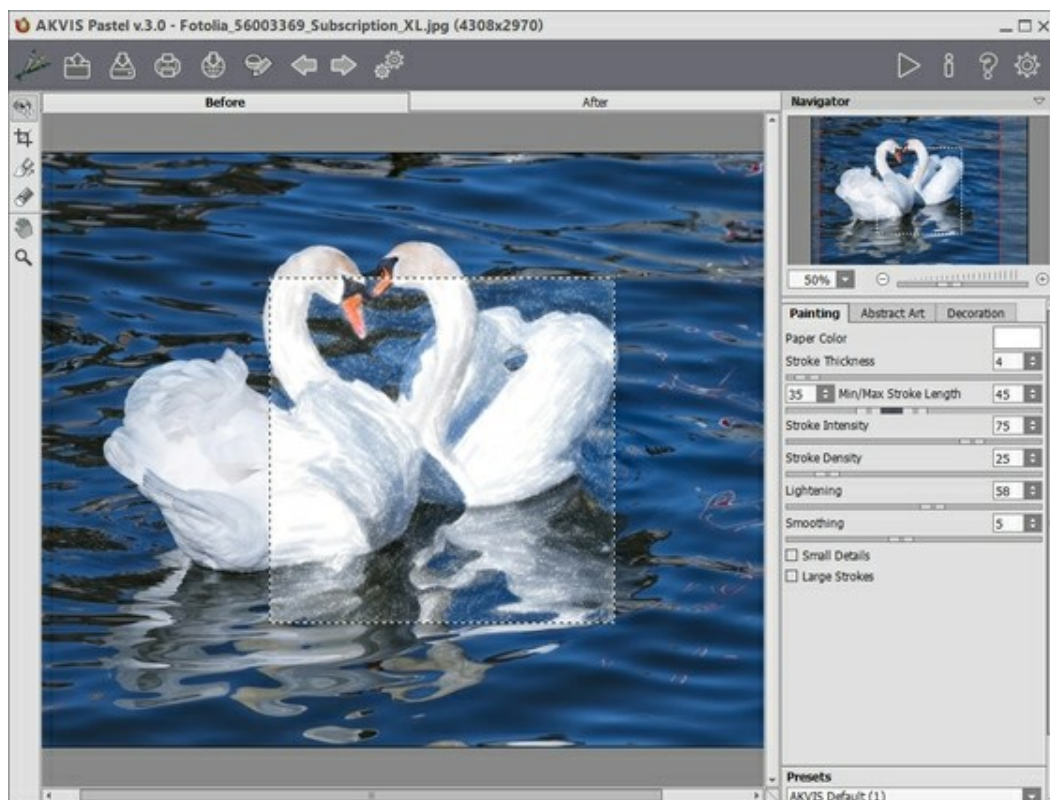 AKVIS Pastel v.3.0 - Fotolia_56003369_Subscription_XL.jpg (4308x2970)
Before After
Navigator
50%
Painting Abstract Art Decoration
Paper Color
Stroke Thickness 4
35 Min/Max Stroke Length 45
Stroke Intensity 75
Stroke Density 25
Lightening 58
Smoothing 5
Small Details
Large Strokes
Presets
AKVIS Default (1)